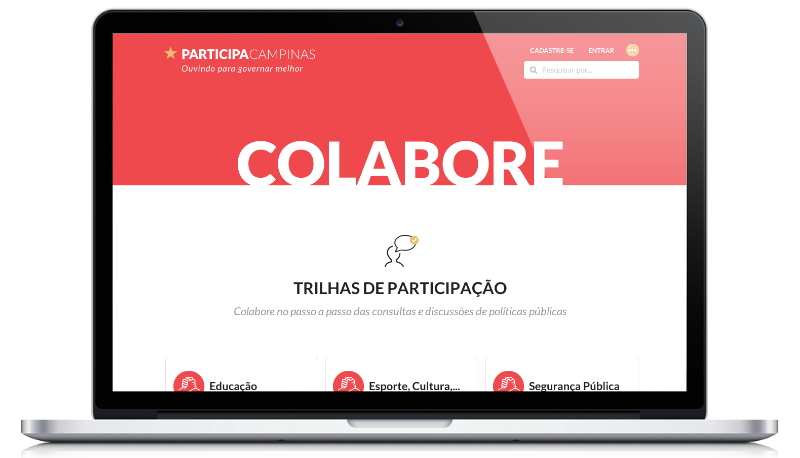 PARTICIPACAMPINAS
Ouvindo para governar melhor
CADASTRE-SE ENTRAR
Pesquisar por...
COLABORE
TRILHAS DE PARTICIPAÇÃO
Colabore no passo a passo das consultas e discussões de políticas públicas
Educação Esporte, Cultura,... Segurança Pública